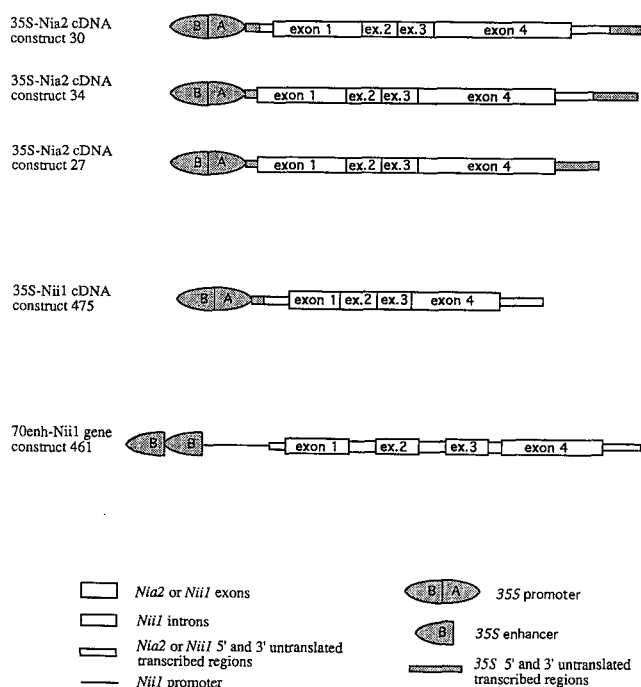 35S-Nia2 cDNA
construct 30
B A exon 1 ex.2 ex.3 exon 4
35S-Nia2 cDNA
construct 34
B A exon 1 ex.2 ex.3 exon 4
35S-Nia2 cDNA
construct 27
B A exon 1 ex.2 ex.3 exon 4
35S-Nii1 cDNA
construct 475
B A exon 1 ex.2 ex.3 exon 4
70enh-Nii1 gene
construct 461
B B exon 1 ex.2 ex.3 exon 4
Nia2 or Nii1 exons
Nii1 introns
Nia2 or Nii1 5' and 3' untranslated
transcribed regions
Nii1 promoter
B A 35S promoter
B 35S enhancer
35S 5' and 3' untranslated
transcribed regions